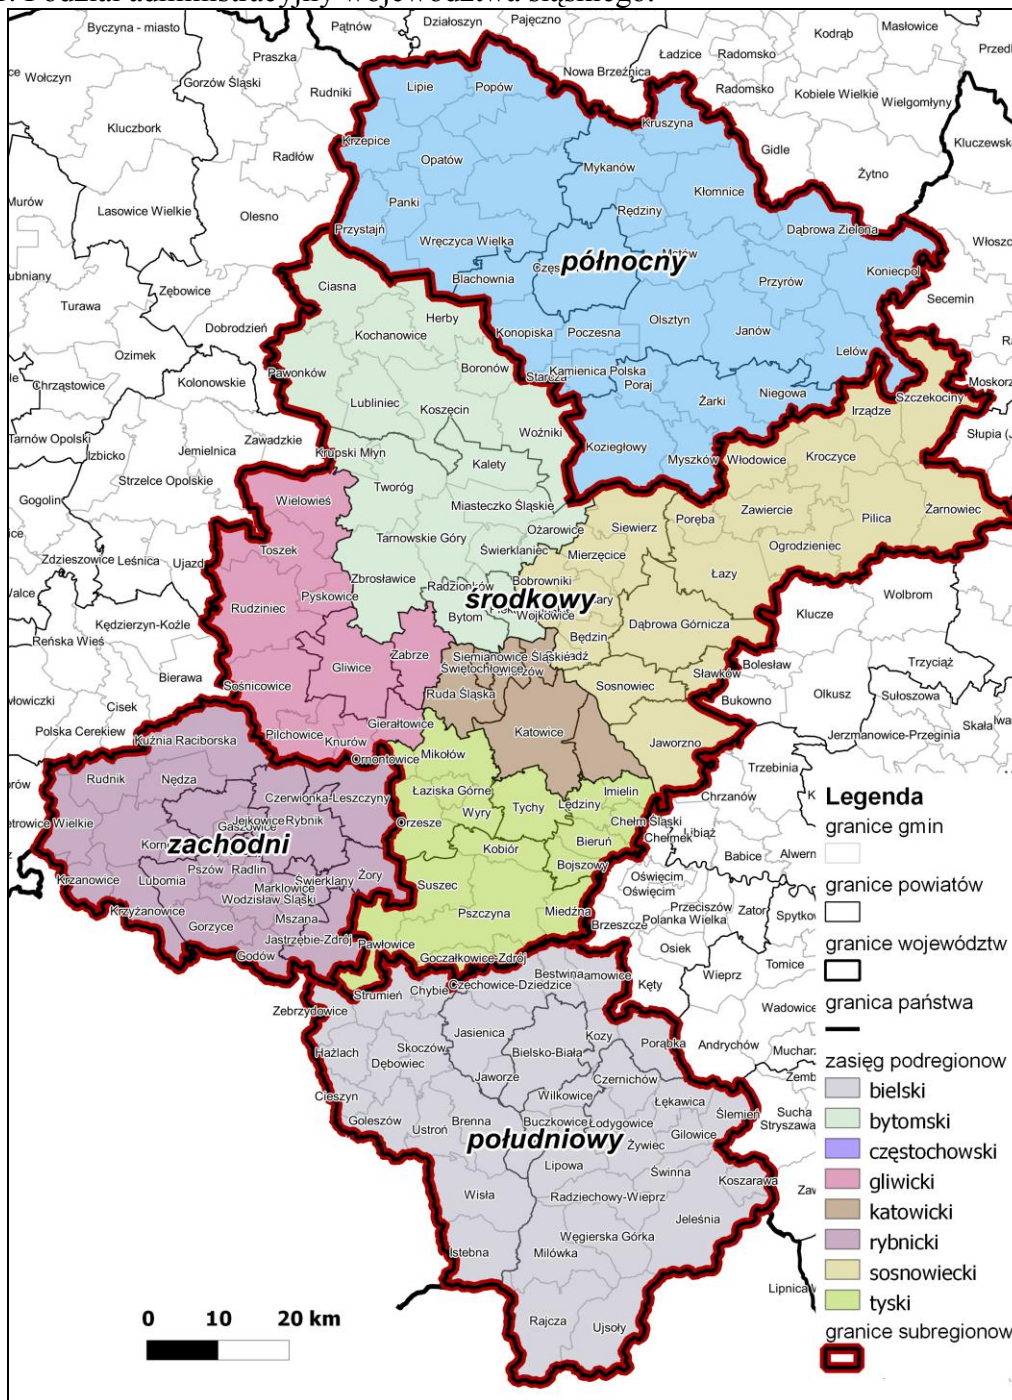 Podział administracyjny województwa śląskiego.
Byczyna - miasto
Pątnów
Działoszyn
Pajęczno
Masłowice
Kodrąb
Ładzice
Radomsko
Praszka
Wołczyn
Gorzów Śląski
Rudniki
Lipie
Popów
Nowa Brzeźnica
Radomsko
Kobiele Wielkie
Wielgomłyny
Kluczbork
Krzepice
Kruszyna
Gidle
Radłów
Opatów
Mykanów
Żytno
Kłomnice
Murów
Lasowice Wielkie
Olesno
Panki
Rędziny
Przystajń
Wręczyca Wielka
Dąbrowa Zielona
północny
Blachownia
Przyrów
Koniecpol
Turawa
Zębowice
Ciasna
Secemin
Herby
Dobrodzień
Kochanowice
Konopiska
Poczesna
Olsztyn
Janów
Ozimek
Boronów
Lelów
Chrząstowice
Kolonowskie
Pawonków
Starcza
Kamienica Polska
Poraj
Niegowa
Żarki
Szczekociny
Irządze
Lubliniec
Koszęcin
Woźniki
Tarnów Opolski
Izbicko
Jemielnica
Zawadzkie
Krupski Młyn
Koziegłowy
Myszków
Włodowice
Kroczyce
Kalety
Strzelce Opolskie
Wielowieś
Tworóg
Miasteczko Śląskie
Siewierz
Poręba
Zawiercie
Pilica
Żarnowiec
Gogolin
Ożarowice
Zdzieszowice
Leśnica
Ujazd
Toszek
Tarnowskie Góry
Świerklaniec
Mierzęcice
Ogrodzieniec
Łazy
Zbrosławice
Radzionków
Bobrowniki
Pyskowice
Rudziniec
środkowy
Bytom
Wojkowice
Dąbrowa Górnicza
Klucze
Wolbrom
Kędzierzyn-Koźle
Reńska Wieś
Będzin
Gliwice
Zabrze
Siemianowice Śląskie
Świętochłowice
Bolesław
Trzyciąż
Bierawa
Sośnicowice
Ruda Śląska
Sosnowiec
Sławków
Bukowno
Olkusz
Sułoszowa
Cisek
Polska Cerekiew
Kuźnia Raciborska
Pilchowice
Gierałtowice
Knurów
Katowice
Jaworzno
Jerzmanowice-Przeginia
Skała
Ornontowice
Mikołów
Trzebinia
Rudnik
Nędza
Czerwionka-Leszczyny
Łaziska Górne
Tychy
Lędziny
Imielin
Chrzanów
Legenda
Orzesze
Wyry
Chełm Śląski
Chełmek
Libiąż
granice gmin
Jejkowice
Rybnik
Gaszowice
zachodni
Kobiór
Bieruń
Babice
Krzanowice
Lubomia
Pszów
Radlin
Świerklany
Żory
Bojszowy
Oświęcim
Oświęcim
granice powiatów
Marklowice
Wodzisław Śląski
Suszec
Krzyżanowice
Gorzyce
Mszana
Pszczyna
Miedźna
Brzeszcze
Przeciszów
Polanka Wielka
Zator
Jastrzębie-Zdrój
Godów
Pawłowice
Goczałkowice-Zdrój
Osiek
granice województw
Tomice
Wieprz
Bestwina
Kęty
Czechowice-Dziedzice
Chybie
Strumień
Zebrzydowice
granica państwa
Wadowice
Jasienica
Kozy
Porąbka
Andrychów
Hażlach
Skoczów
Dębowiec
Bielsko-Biała
zasięg podregionow
Jaworze
Czernichów
bielski
Cieszyn
Wilkowice
Łękawica
Ślemień
Sucha
Stryszawa
Goleszów
Ustroń
Brenna
Buczkowice
Łodygowice
bytomski
południowy
Żywiec
Gilowice
częstochowski
Lipowa
Świnna
Koszarawa
gliwicki
Wisła
Radziechowy-Wieprz
Jeleśnia
katowicki
Węgierska Górka
rybnicki
Istebna
Milówka
sosnowiecki
tyski
0 10 20 km
Rajcza
Ujsoły
granice subregionow